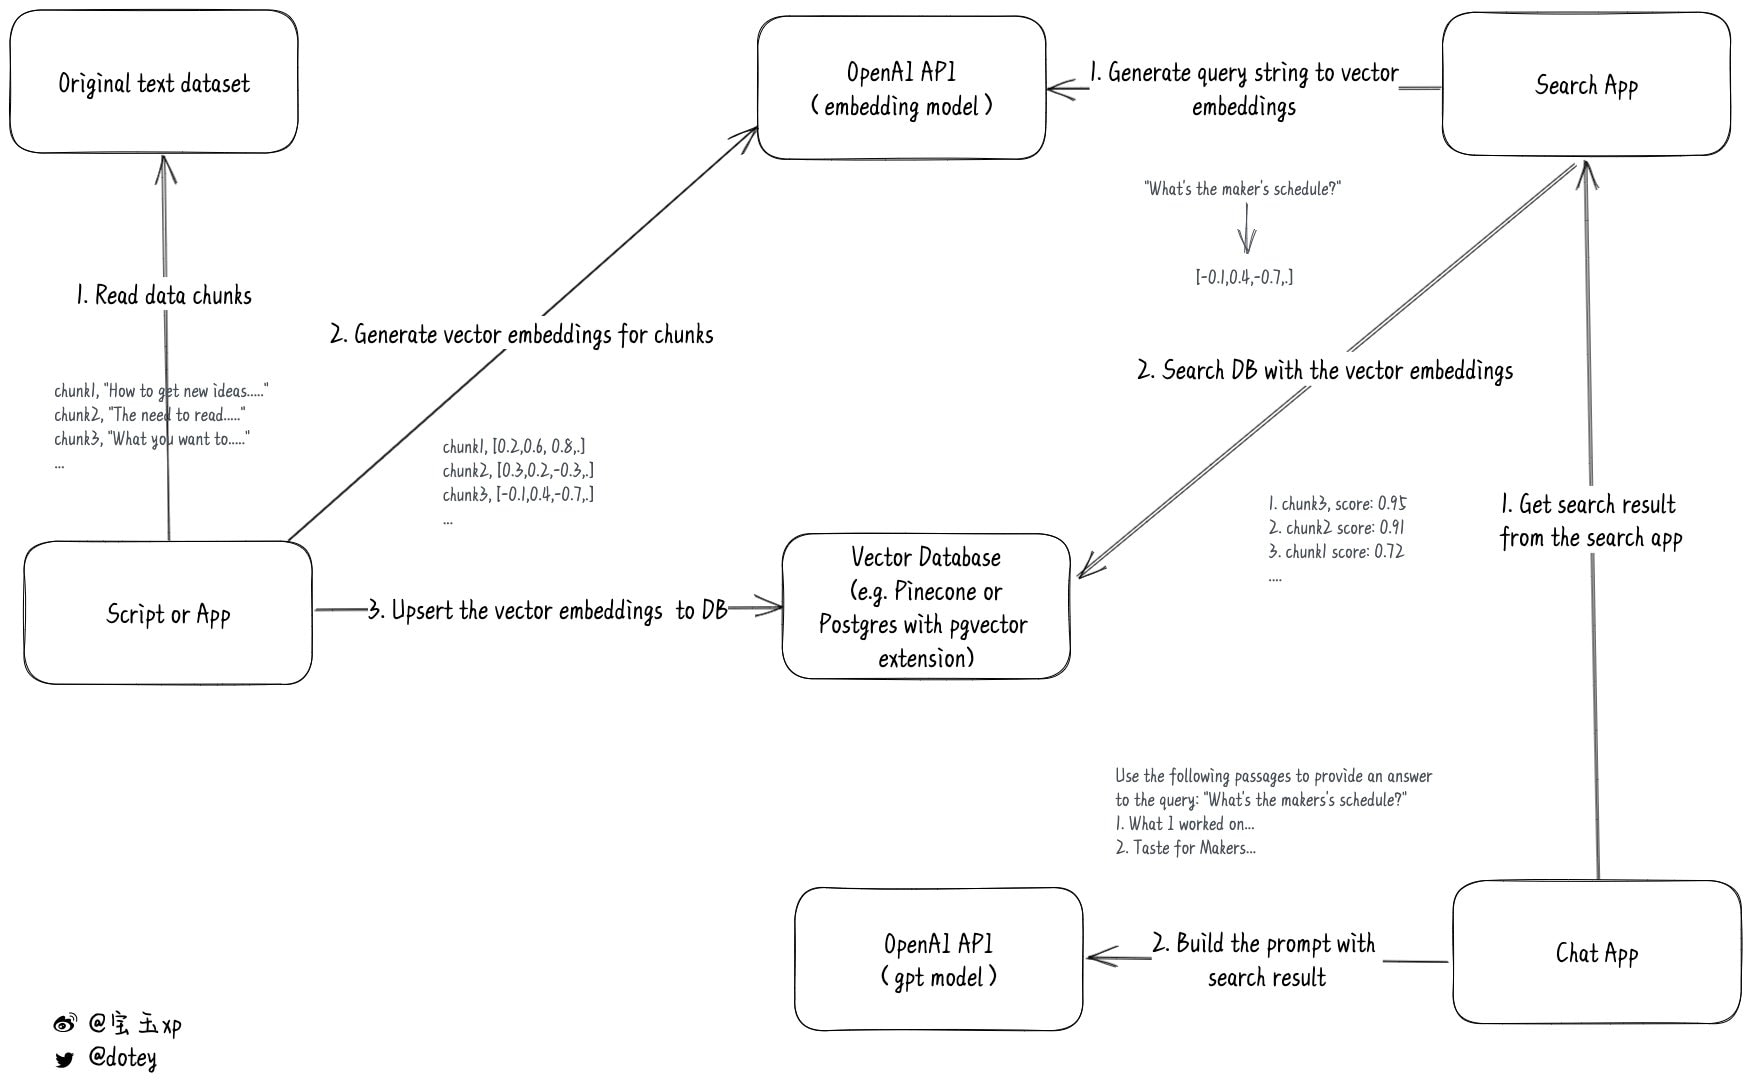 Original text dataset
OpenAI API
( embedding model )
1. Generate query string to vector
embeddings
Search App
"What's the maker's schedule?"
[-0.1,0.4,-0.7,.]
1. Read data chunks
2. Generate vector embeddings for chunks
2. Search DB with the vector embeddings
chunk1, "How to get new ideas....."
chunk2, "The need to read....."
chunk3, "What you want to....."
...
chunk1, [0.2,0.6, 0.8,.]
chunk2, [0.3,0.2,-0.3,.]
chunk3, [-0.1,0.4,-0.7,.]
...
1. chunk3, score: 0.95
2. chunk2 score: 0.91
3. chunk1 score: 0.72
....
1. Get search result
from the search app
Script or App
3. Upsert the vector embeddings to DB
Vector Database
(e.g. Pinecone or
Postgres with pgvector
extension)
Use the following passages to provide an answer
to the query: "What's the makers's schedule?"
1. What I worked on...
2. Taste for Makers...
OpenAI API
( gpt model )
2. Build the prompt with
search result
Chat App
@宝玉xp
@dotey